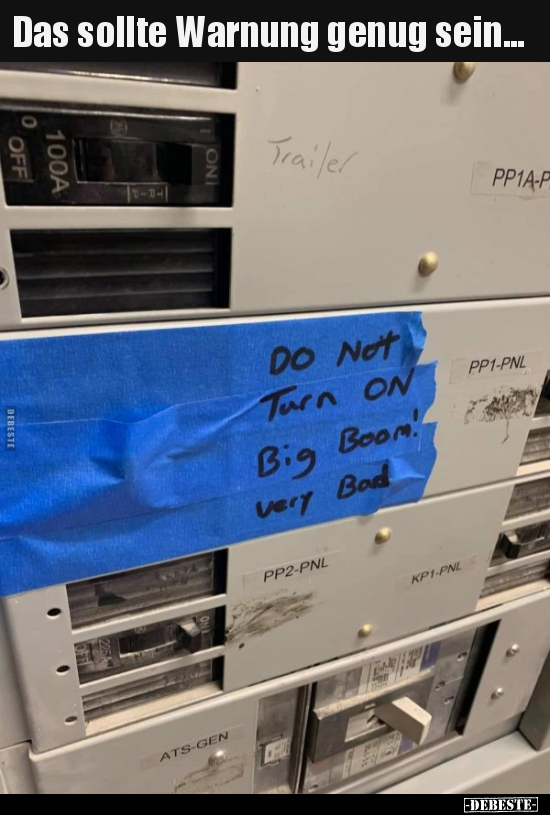 Das sollte Warnung genug sein...
ON
100A
OFF
O
Trailer
PP1A-P
DO NOT
Turn ON
Big Boom!
very Bad
PP1-PNL
DEBESTE
PP2-PNL
KP1-PNL
ATS-GEN
-DEBESTE-